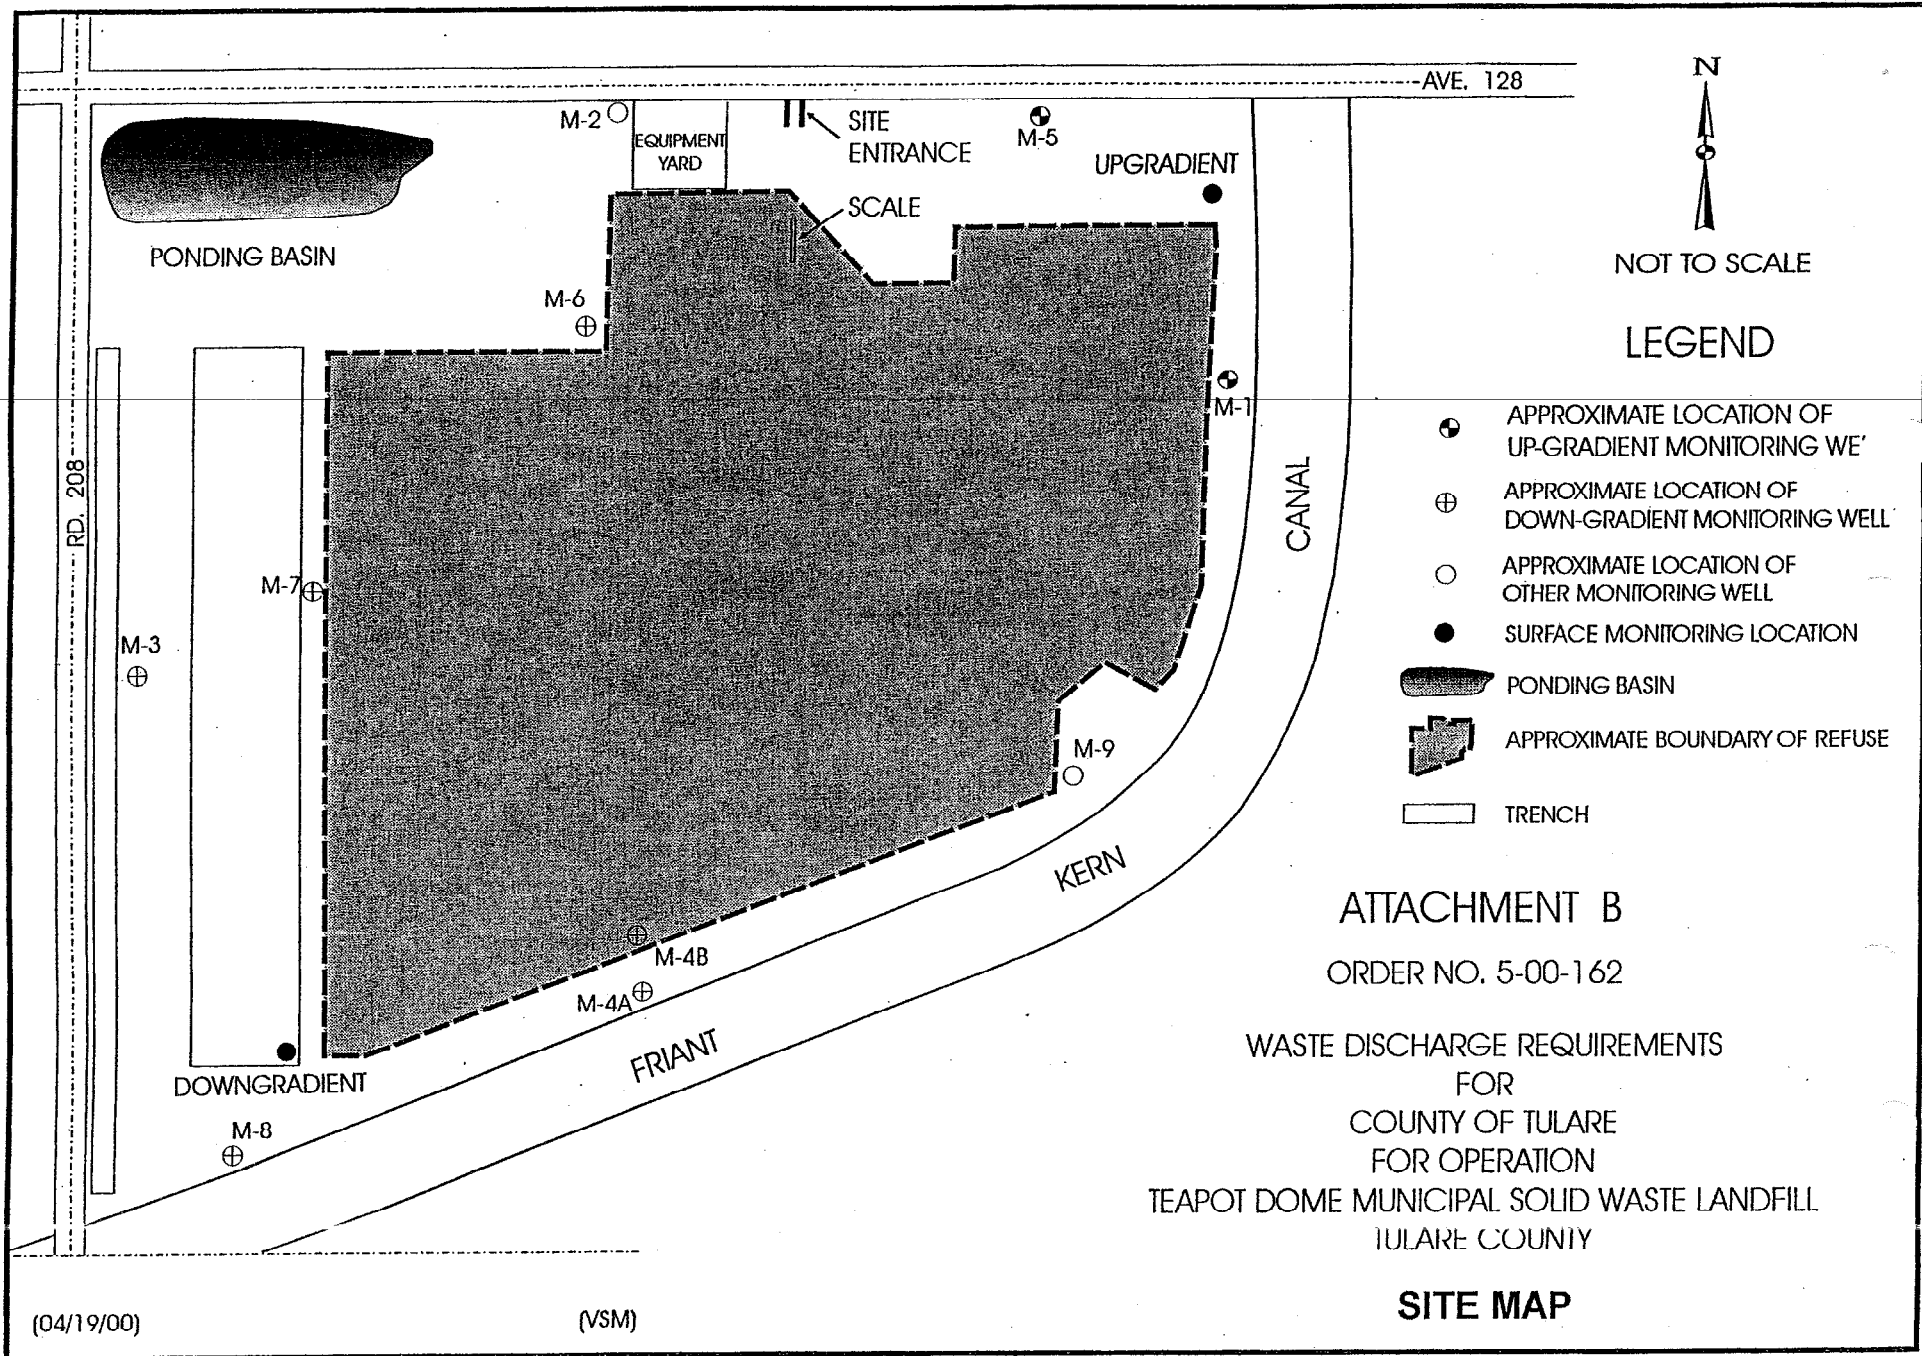 AVE. 128
N
M-2
EQUIPMENT
YARD
SITE
ENTRANCE
M-5
UPGRADIENT
SCALE
PONDING BASIN
NOT TO SCALE
M-6
LEGEND
M-1
APPROXIMATE LOCATION OF
UP-GRADIENT MONITORING WE'
APPROXIMATE LOCATION OF
DOWN-GRADIENT MONITORING WELL
APPROXIMATE LOCATION OF
OTHER MONITORING WELL
SURFACE MONITORING LOCATION
PONDING BASIN
APPROXIMATE BOUNDARY OF REFUSE
TRENCH
RD. 208
CANAL
M-7
M-3
M-9
KERN
M-4B
M-4A
FRIANT
DOWNGRADIENT
M-8
ATTACHMENT B
ORDER NO. 5-00-162
WASTE DISCHARGE REQUIREMENTS
FOR
COUNTY OF TULARE
FOR OPERATION
TEAPOT DOME MUNICIPAL SOLID WASTE LANDFILL
TULARE COUNTY
SITE MAP
(04/19/00)
(VSM)